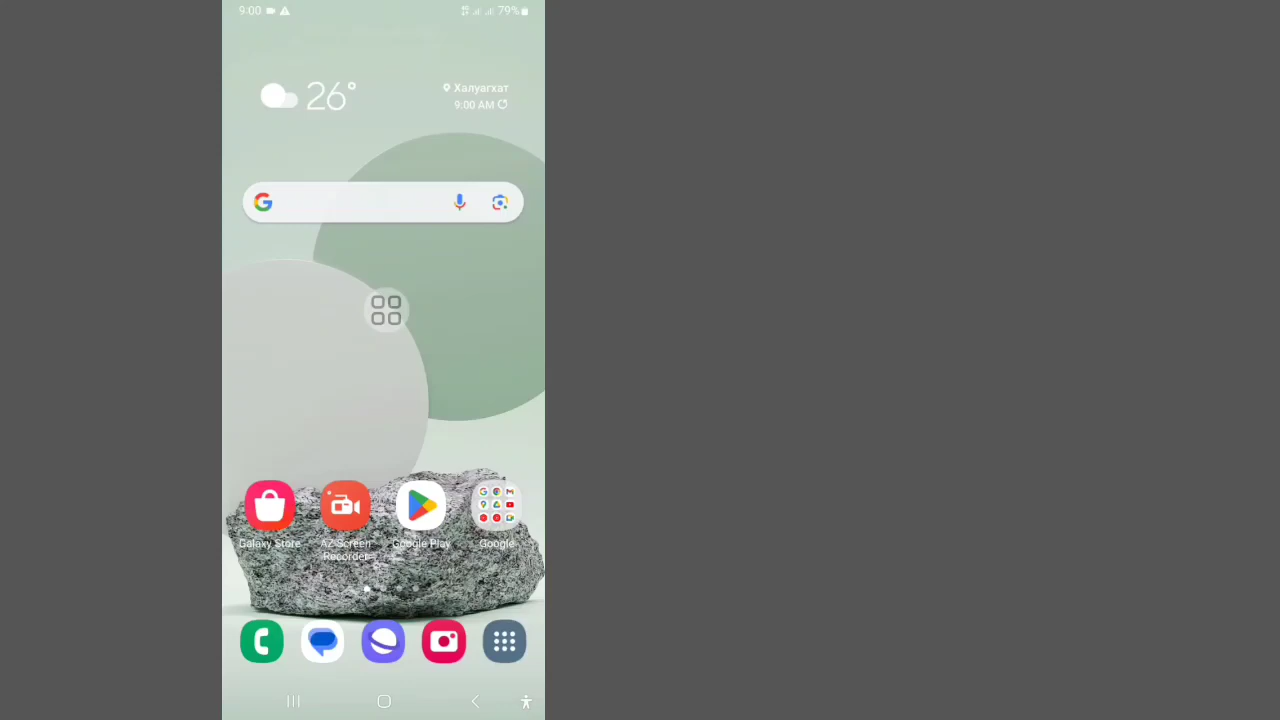 9:00
79%
26°
Халуагхат
9:00 AM
Galaxy Store
AZ Screen
Recorder
Google Play
Google